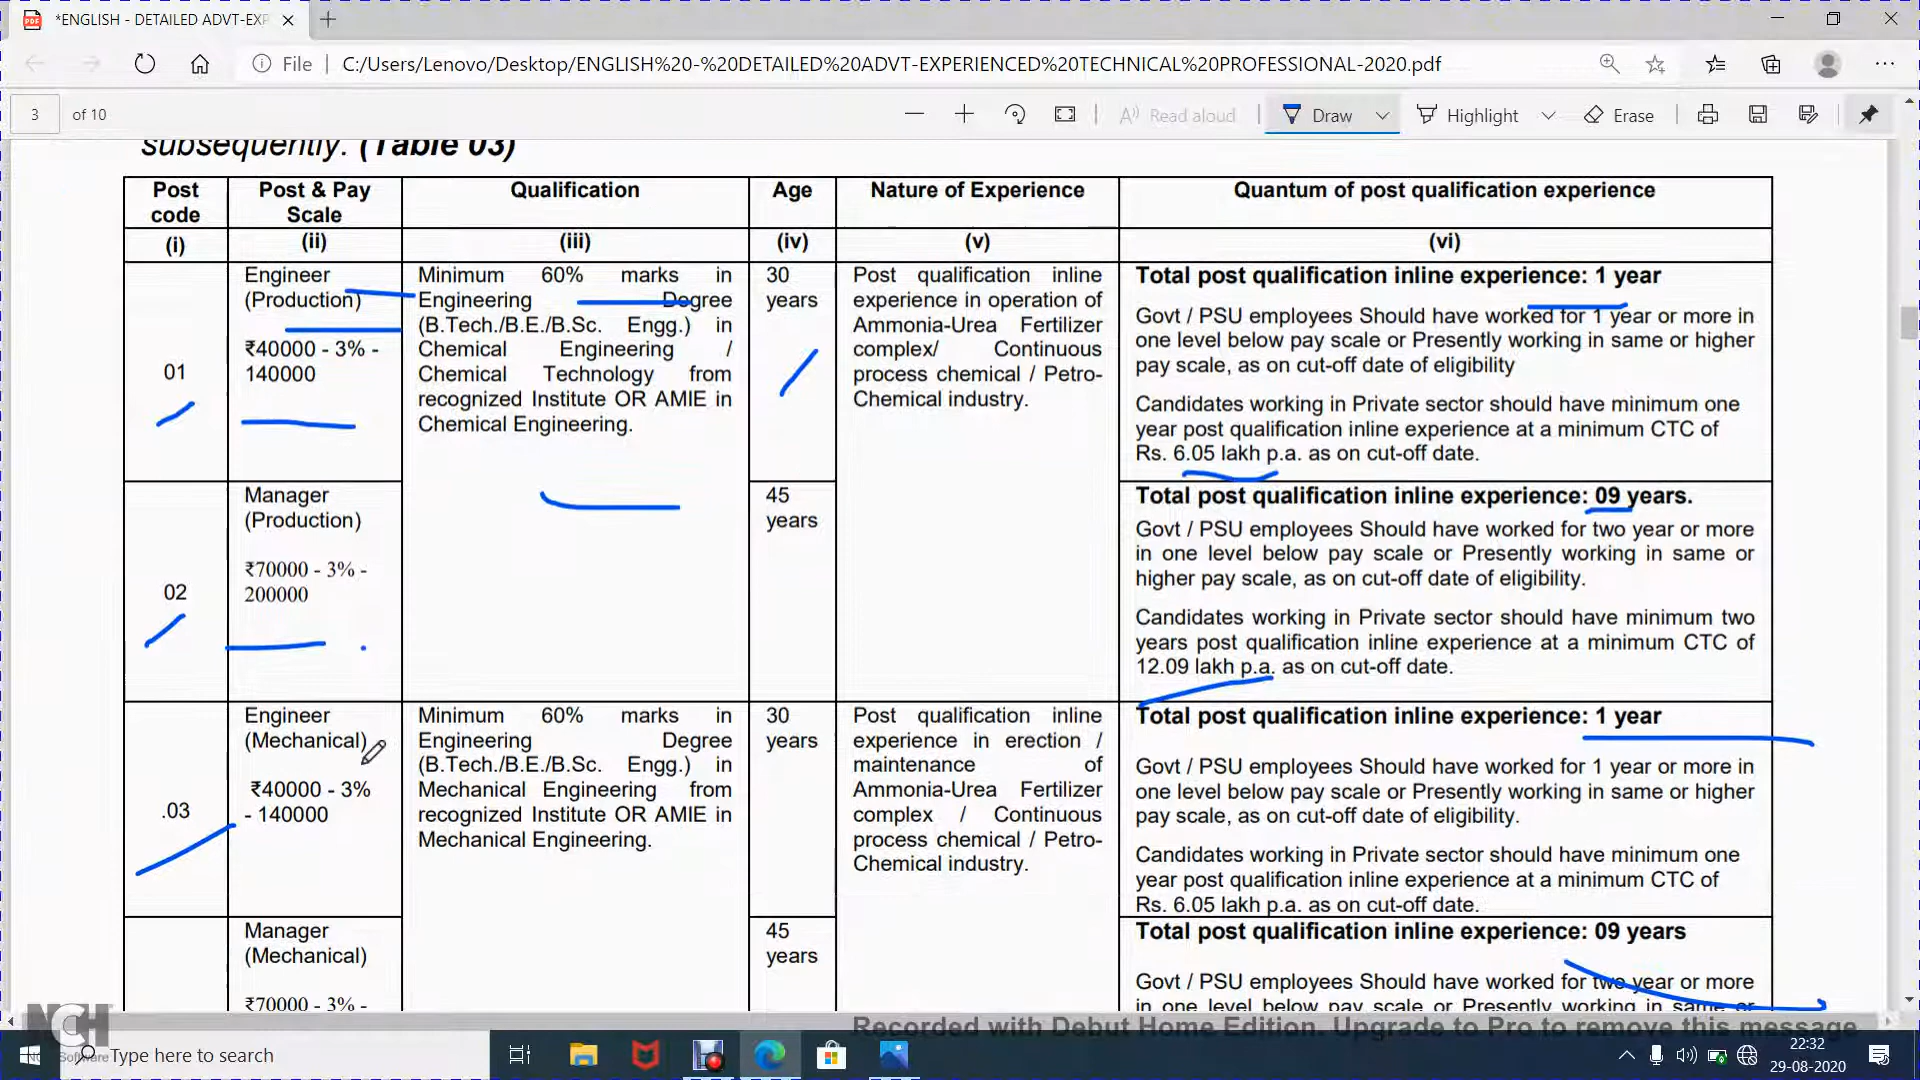 *ENGLISH - DETAILED ADVT-EXP
File
C:/Users/Lenovo/Desktop/ENGLISH%20-%20DETAILED%20ADVT-EXPERIENCED%20TECHNICAL%20PROFESSIONAL-2020.pdf
3 of 10
Read aloud
Draw
Highlight
Erase
subsequently. (Table 03)
Post code
Post & Pay Scale
Qualification
Age
Nature of Experience
Quantum of post qualification experience
(i)
(ii)
(iii)
(iv)
(v)
(vi)
01
Engineer
(Production)
₹40000 - 3% -
140000
Minimum 60% marks in
Engineering Degree
(B.Tech./B.E./B.Sc. Engg.) in
Chemical Engineering /
Chemical Technology from
recognized Institute OR AMIE in
Chemical Engineering.
30
years
Post qualification inline
experience in operation of
Ammonia-Urea Fertilizer
complex/ Continuous
process chemical / Petro-
Chemical industry.
Total post qualification inline experience: 1 year
Govt / PSU employees Should have worked for 1 year or more in
one level below pay scale or Presently working in same or higher
pay scale, as on cut-off date of eligibility
Candidates working in Private sector should have minimum one
year post qualification inline experience at a minimum CTC of
Rs. 6.05 lakh p.a. as on cut-off date.
02
Manager
(Production)
₹70000 - 3% -
200000
45
years
Total post qualification inline experience: 09 years.
Govt / PSU employees Should have worked for two year or more
in one level below pay scale or Presently working in same or
higher pay scale, as on cut-off date of eligibility.
Candidates working in Private sector should have minimum two
years post qualification inline experience at a minimum CTC of
12.09 lakh p.a. as on cut-off date.
.03
Engineer
(Mechanical)
₹40000 - 3%
- 140000
Minimum 60% marks in
Engineering Degree
(B.Tech./B.E./B.Sc. Engg.) in
Mechanical Engineering from
recognized Institute OR AMIE in
Mechanical Engineering.
30
years
Post qualification inline
experience in erection /
maintenance of
Ammonia-Urea Fertilizer
complex / Continuous
process chemical / Petro-
Chemical industry.
Total post qualification inline experience: 1 year
Govt / PSU employees Should have worked for 1 year or more in
one level below pay scale or Presently working in same or higher
pay scale, as on cut-off date of eligibility.
Candidates working in Private sector should have minimum one
year post qualification inline experience at a minimum CTC of
Rs. 6.05 lakh p.a. as on cut-off date.
Manager
(Mechanical)
₹70000 - 3% -
45
years
Total post qualification inline experience: 09 years
Govt / PSU employees Should have worked for two year or more
in one level below pay scale or Presently working in same or
NCH
Recorded with Debut Home Edition. Upgrade to Pro to remove this message
Type here to search
22:32
29-08-2020